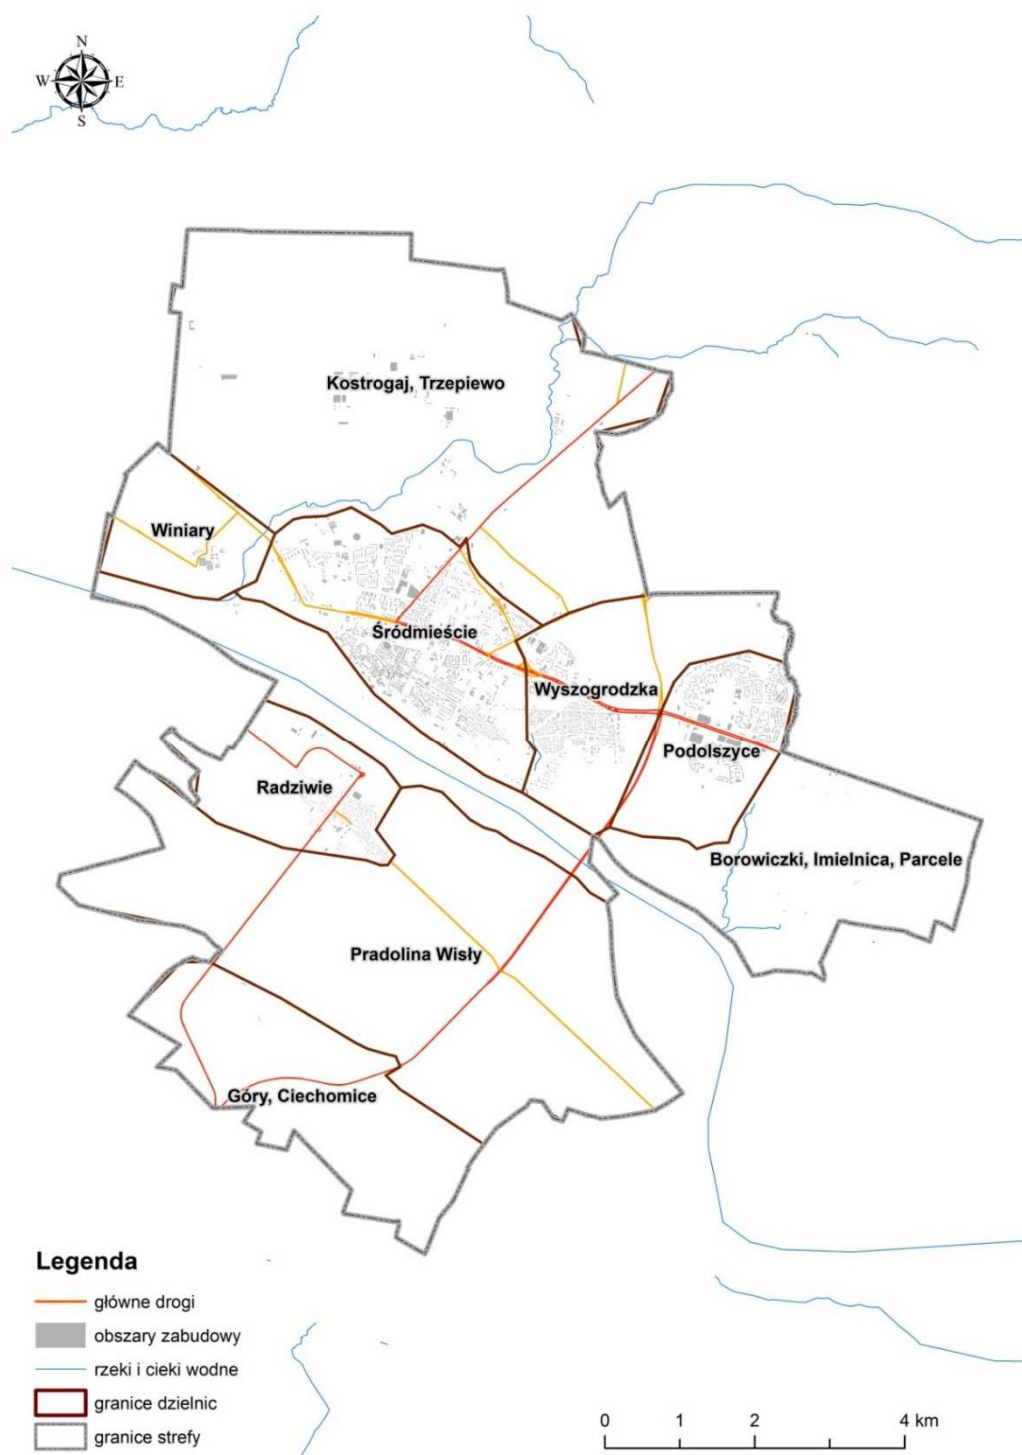 N
W E
S
Kostrogaj, Trzepiewo
Winiary
Śródmieście
Wyszogrodzka
Podolszyce
Radziwie
Borowiczki, Imielnica, Parcele
Pradolina Wisły
Góry, Ciechomice
Legenda
główne drogi
obszary zabudowy
rzeki i cieki wodne
granice dzielnic
granice strefy
0 1 2 4 km